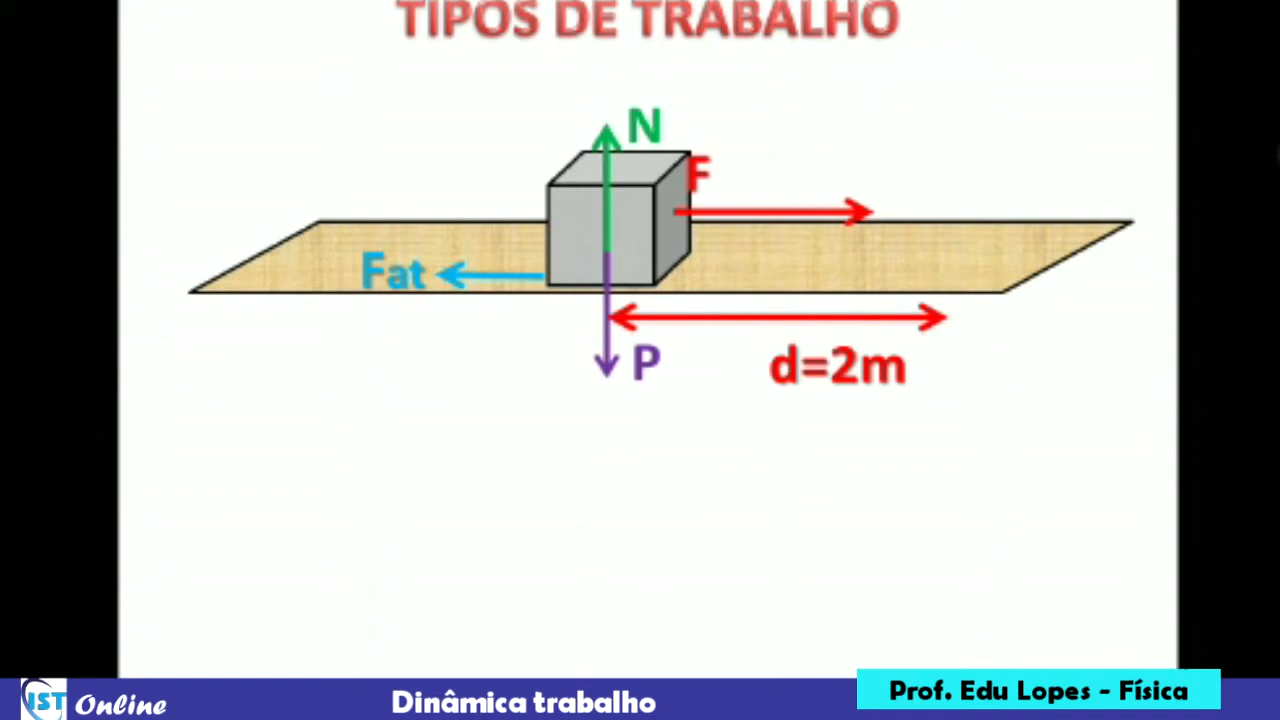 TIPOS DE TRABALHO
N
F
Fat
P
d=2m
IST Online
Dinâmica trabalho
Prof. Edu Lopes - Física